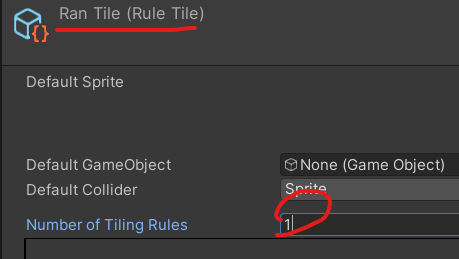 Ran Tile (Rule Tile)
Default Sprite
Default GameObject None (Game Object)
Default Collider Sprite
Number of Tiling Rules 1